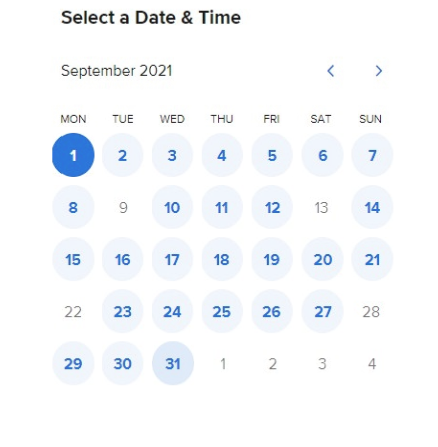 Select a Date & Time
September 2021
MON TUE WED THU FRI SAT SUN
1 2 3 4 5 6 7
8 9 10 11 12 13 14
15 16 17 18 19 20 21
22 23 24 25 26 27 28
29 30 31 1 2 3 4